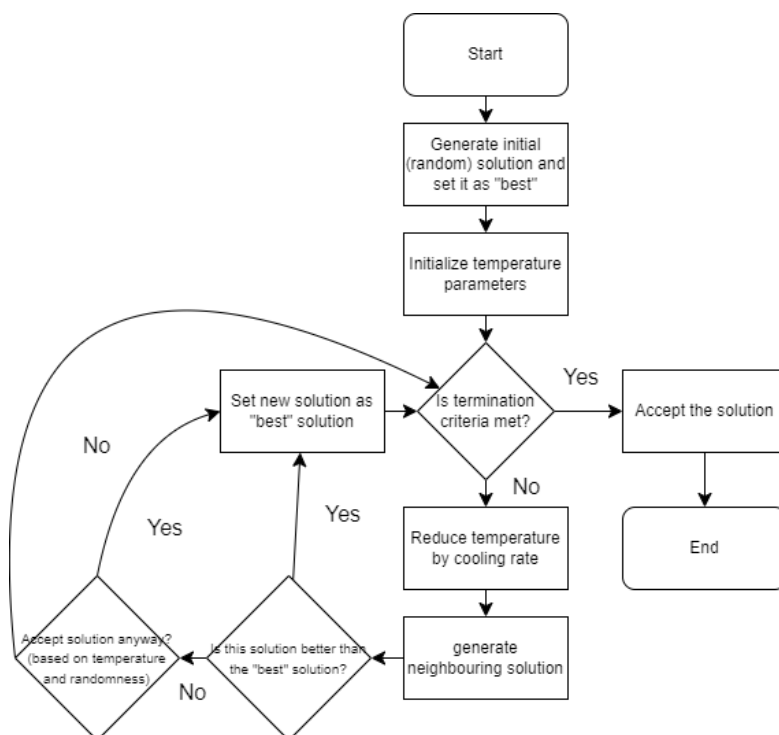 Start
Generate initial
(random) solution and
set it as "best"
Initialize temperature
parameters
Is termination
criteria met?
Yes
Accept the solution
End
No
Reduce temperature
by cooling rate
generate
neighbouring solution
Is this solution better than
the "best" solution?
Yes
Set new solution as
"best" solution
No
Accept solution anyway?
(based on temperature
and randomness)
Yes
No